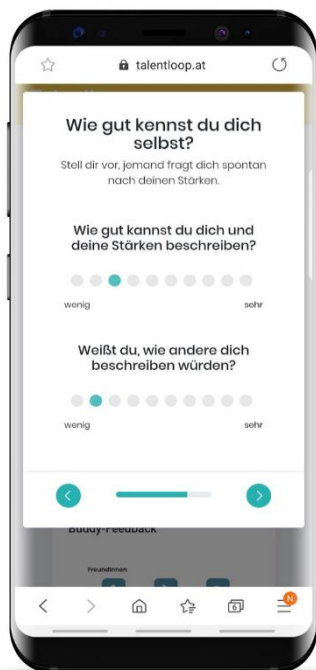 talentloop.at
Wie gut kennst du dich
selbst?
Stell dir vor, jemand fragt dich spontan
nach deinen Stärken.
Wie gut kannst du dich und
deine Stärken beschreiben?
wenig sehr
Weißt du, wie andere dich
beschreiben würden?
wenig sehr
Buddy-Feedback
Freundinnen
6
N